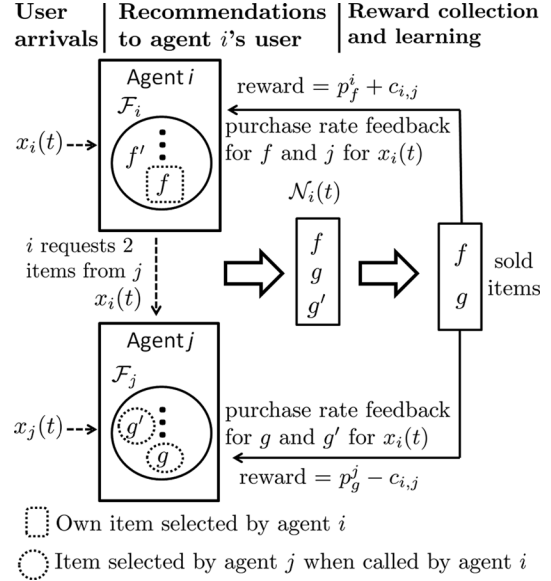 User arrivals
Recommendations to agent i's user
Reward collection and learning
Agent i
reward = p_f^i + c_{i,j}
𝓕_i
x_i(t)
f′
f
purchase rate feedback
for f and j for x_i(t)
𝓝_i(t)
i requests 2
items from j
x_i(t)
f
g
g′
f
g
sold
items
Agent j
𝓕_j
x_j(t)
g′
g
purchase rate feedback
for g and g′ for x_i(t)
reward = p_g^j − c_{i,j}
Own item selected by agent i
Item selected by agent j when called by agent i